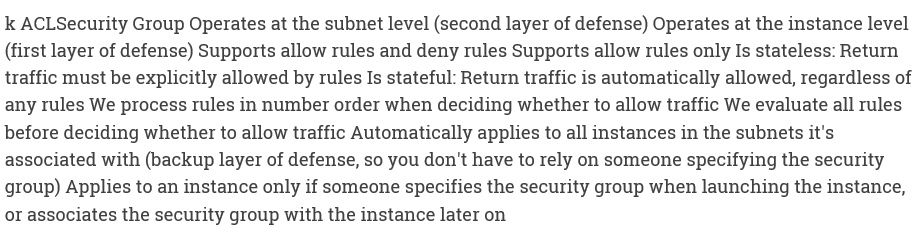 k ACLSecurity Group Operates at the subnet level (second layer of defense) Operates at the instance level
(first layer of defense) Supports allow rules and deny rules Supports allow rules only Is stateless: Return
traffic must be explicitly allowed by rules Is stateful: Return traffic is automatically allowed, regardless of
any rules We process rules in number order when deciding whether to allow traffic We evaluate all rules
before deciding whether to allow traffic Automatically applies to all instances in the subnets it's
associated with (backup layer of defense, so you don't have to rely on someone specifying the security
group) Applies to an instance only if someone specifies the security group when launching the instance,
or associates the security group with the instance later on